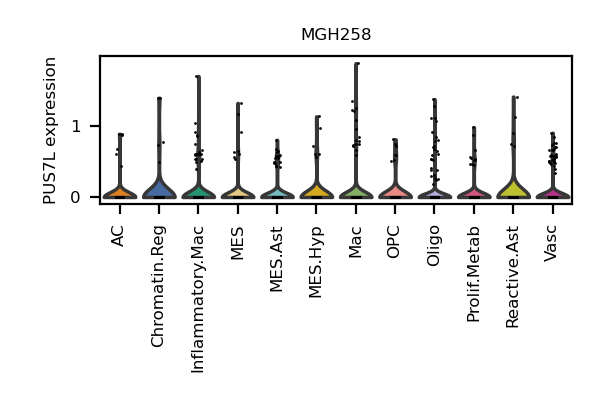 MGH258
PUS7L expression
1
0
AC
Chromatin.Reg
Inflammatory.Mac
MES
MES.Ast
MES.Hyp
Mac
OPC
Oligo
Prolif.Metab
Reactive.Ast
Vasc